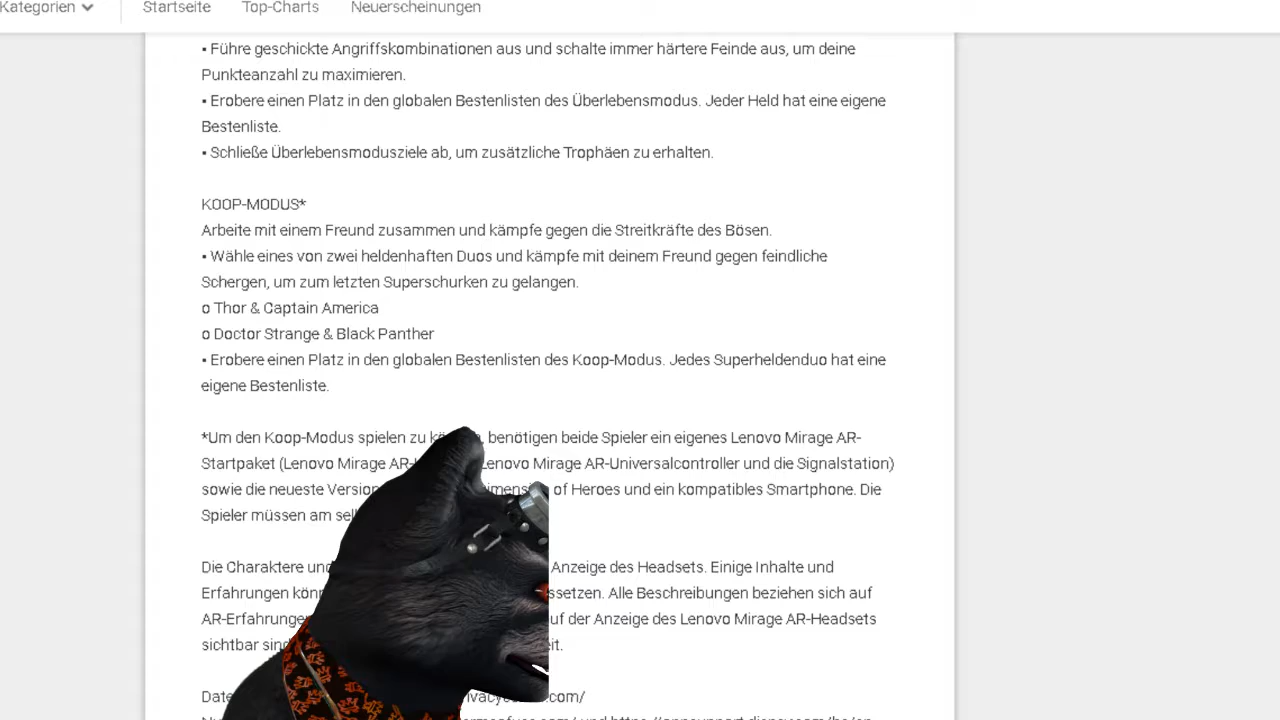 Kategorien
Startseite
Top-Charts
Neuerscheinungen
▪ Führe geschickte Angriffskombinationen aus und schalte immer härtere Feinde aus, um deine
Punkteanzahl zu maximieren.
▪ Erobere einen Platz in den globalen Bestenlisten des Überlebensmodus. Jeder Held hat eine eigene
Bestenliste.
▪ Schließe Überlebensmodusziele ab, um zusätzliche Trophäen zu erhalten.
KOOP-MODUS*
Arbeite mit einem Freund zusammen und kämpfe gegen die Streitkräfte des Bösen.
▪ Wähle eines von zwei heldenhaften Duos und kämpfe mit deinem Freund gegen feindliche
Schergen, um zum letzten Superschurken zu gelangen.
o Thor & Captain America
o Doctor Strange & Black Panther
▪ Erobere einen Platz in den globalen Bestenlisten des Koop-Modus. Jedes Superheldenduo hat eine
eigene Bestenliste.
*Um den Koop-Modus spielen zu benötigen beide Spieler ein eigenes Lenovo Mirage AR-
Startpaket (Lenovo Mirage AR- Lenovo Mirage AR-Universalcontroller und die Signalstation)
sowie die neueste Version of Heroes und ein kompatibles Smartphone. Die
Spieler müssen am
Die Charaktere und Anzeige des Headsets. Einige Inhalte und
Erfahrungen Alle Beschreibungen beziehen sich auf
AR-Erfahrungen der Anzeige des Lenovo Mirage AR-Headsets
sichtbar